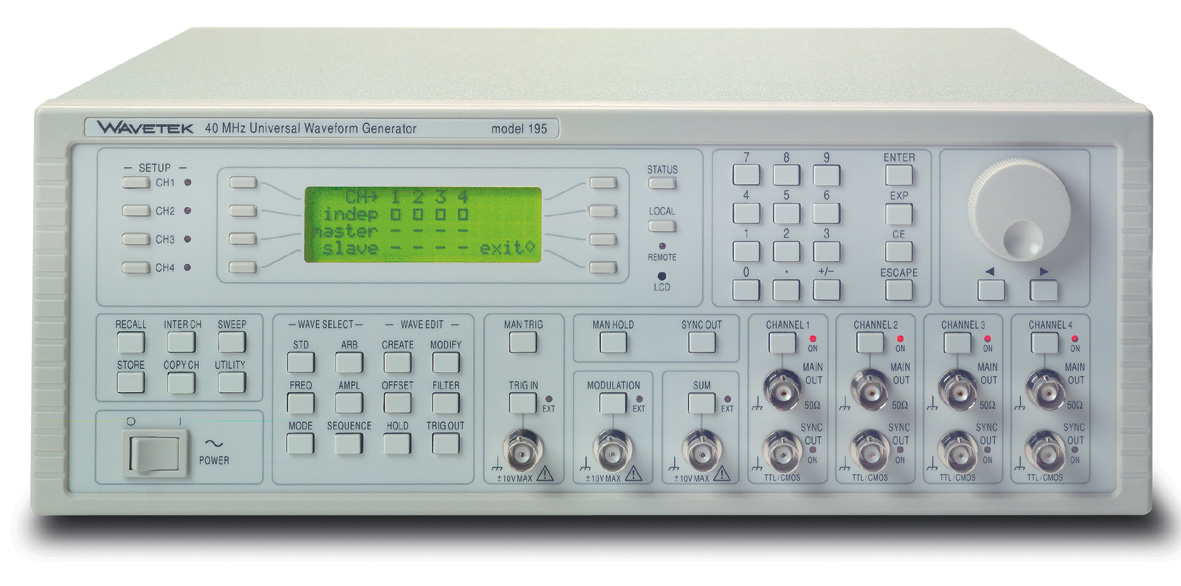 WAVETEK 40 MHz Universal Waveform Generator model 195
— SETUP —
CH1
CH2
CH3
CH4
CH→ 1 2 3 4
indep □ □ □ □
master - - - -
slave - - - - exit◇
STATUS
LOCAL
REMOTE
LCD
7 8 9 ENTER
4 5 6 EXP
1 2 3 CE
0 . +/− ESCAPE
◀ ▶
RECALL INTER CH SWEEP
STORE COPY CH UTILITY
O I
POWER
—WAVE SELECT— — WAVE EDIT —
STD ARB CREATE MODIFY
FREQ AMPL OFFSET FILTER
MODE SEQUENCE HOLD TRIG OUT
MAN TRIG
TRIG IN
EXT
±10V MAX
MAN HOLD SYNC OUT
MODULATION
EXT
±10V MAX
SUM
EXT
±10V MAX
CHANNEL 1
ON
MAIN
OUT
50Ω
SYNC
OUT
ON
TTL/CMOS
CHANNEL 2
ON
MAIN
OUT
50Ω
SYNC
OUT
ON
TTL/CMOS
CHANNEL 3
ON
MAIN
OUT
50Ω
SYNC
OUT
ON
TTL/CMOS
CHANNEL 4
ON
MAIN
OUT
50Ω
SYNC
OUT
ON
TTL/CMOS